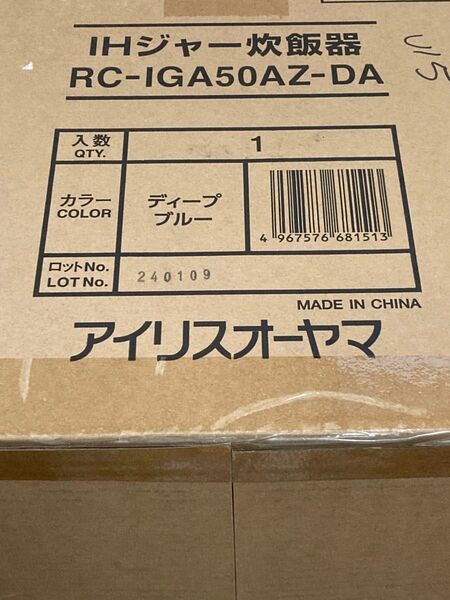 IHジャー炊飯器
RC-IGA50AZ-DA
入数
QTY.
1
カラー
COLOR
ディープ
ブルー
4 967576 681513
ロットNo.
LOT No.
240109
MADE IN CHINA
アイリスオーヤマ